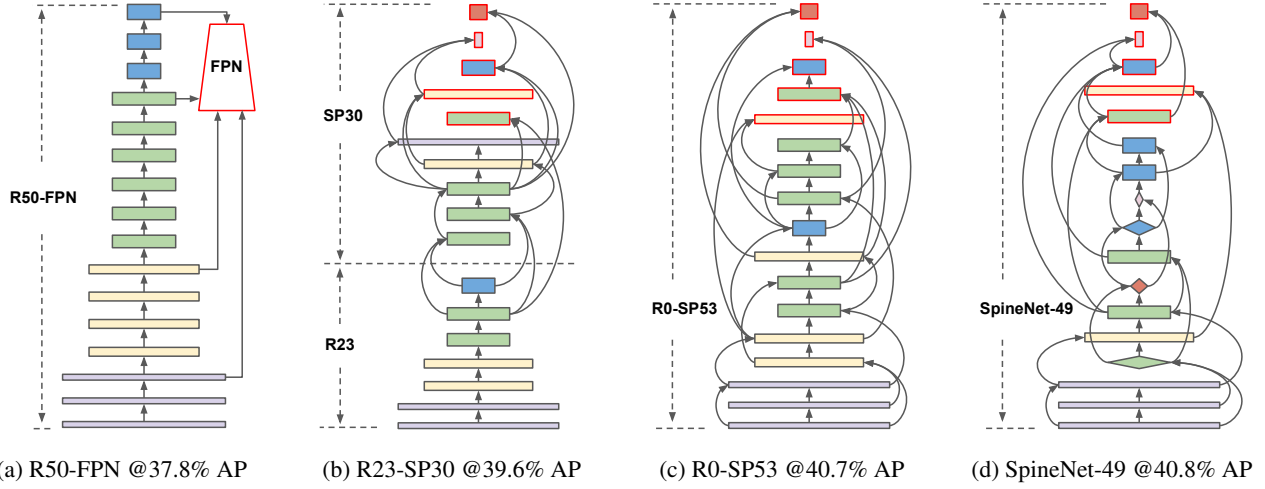 FPN
R50-FPN
SP30
R23
R0-SP53
SpineNet-49
(a) R50-FPN @37.8% AP
(b) R23-SP30 @39.6% AP
(c) R0-SP53 @40.7% AP
(d) SpineNet-49 @40.8% AP